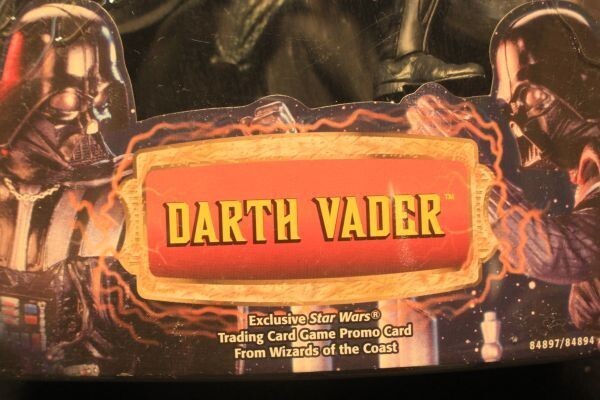 DARTH VADER™
Exclusive Star Wars®
Trading Card Game Promo Card
From Wizards of the Coast
84897/84894